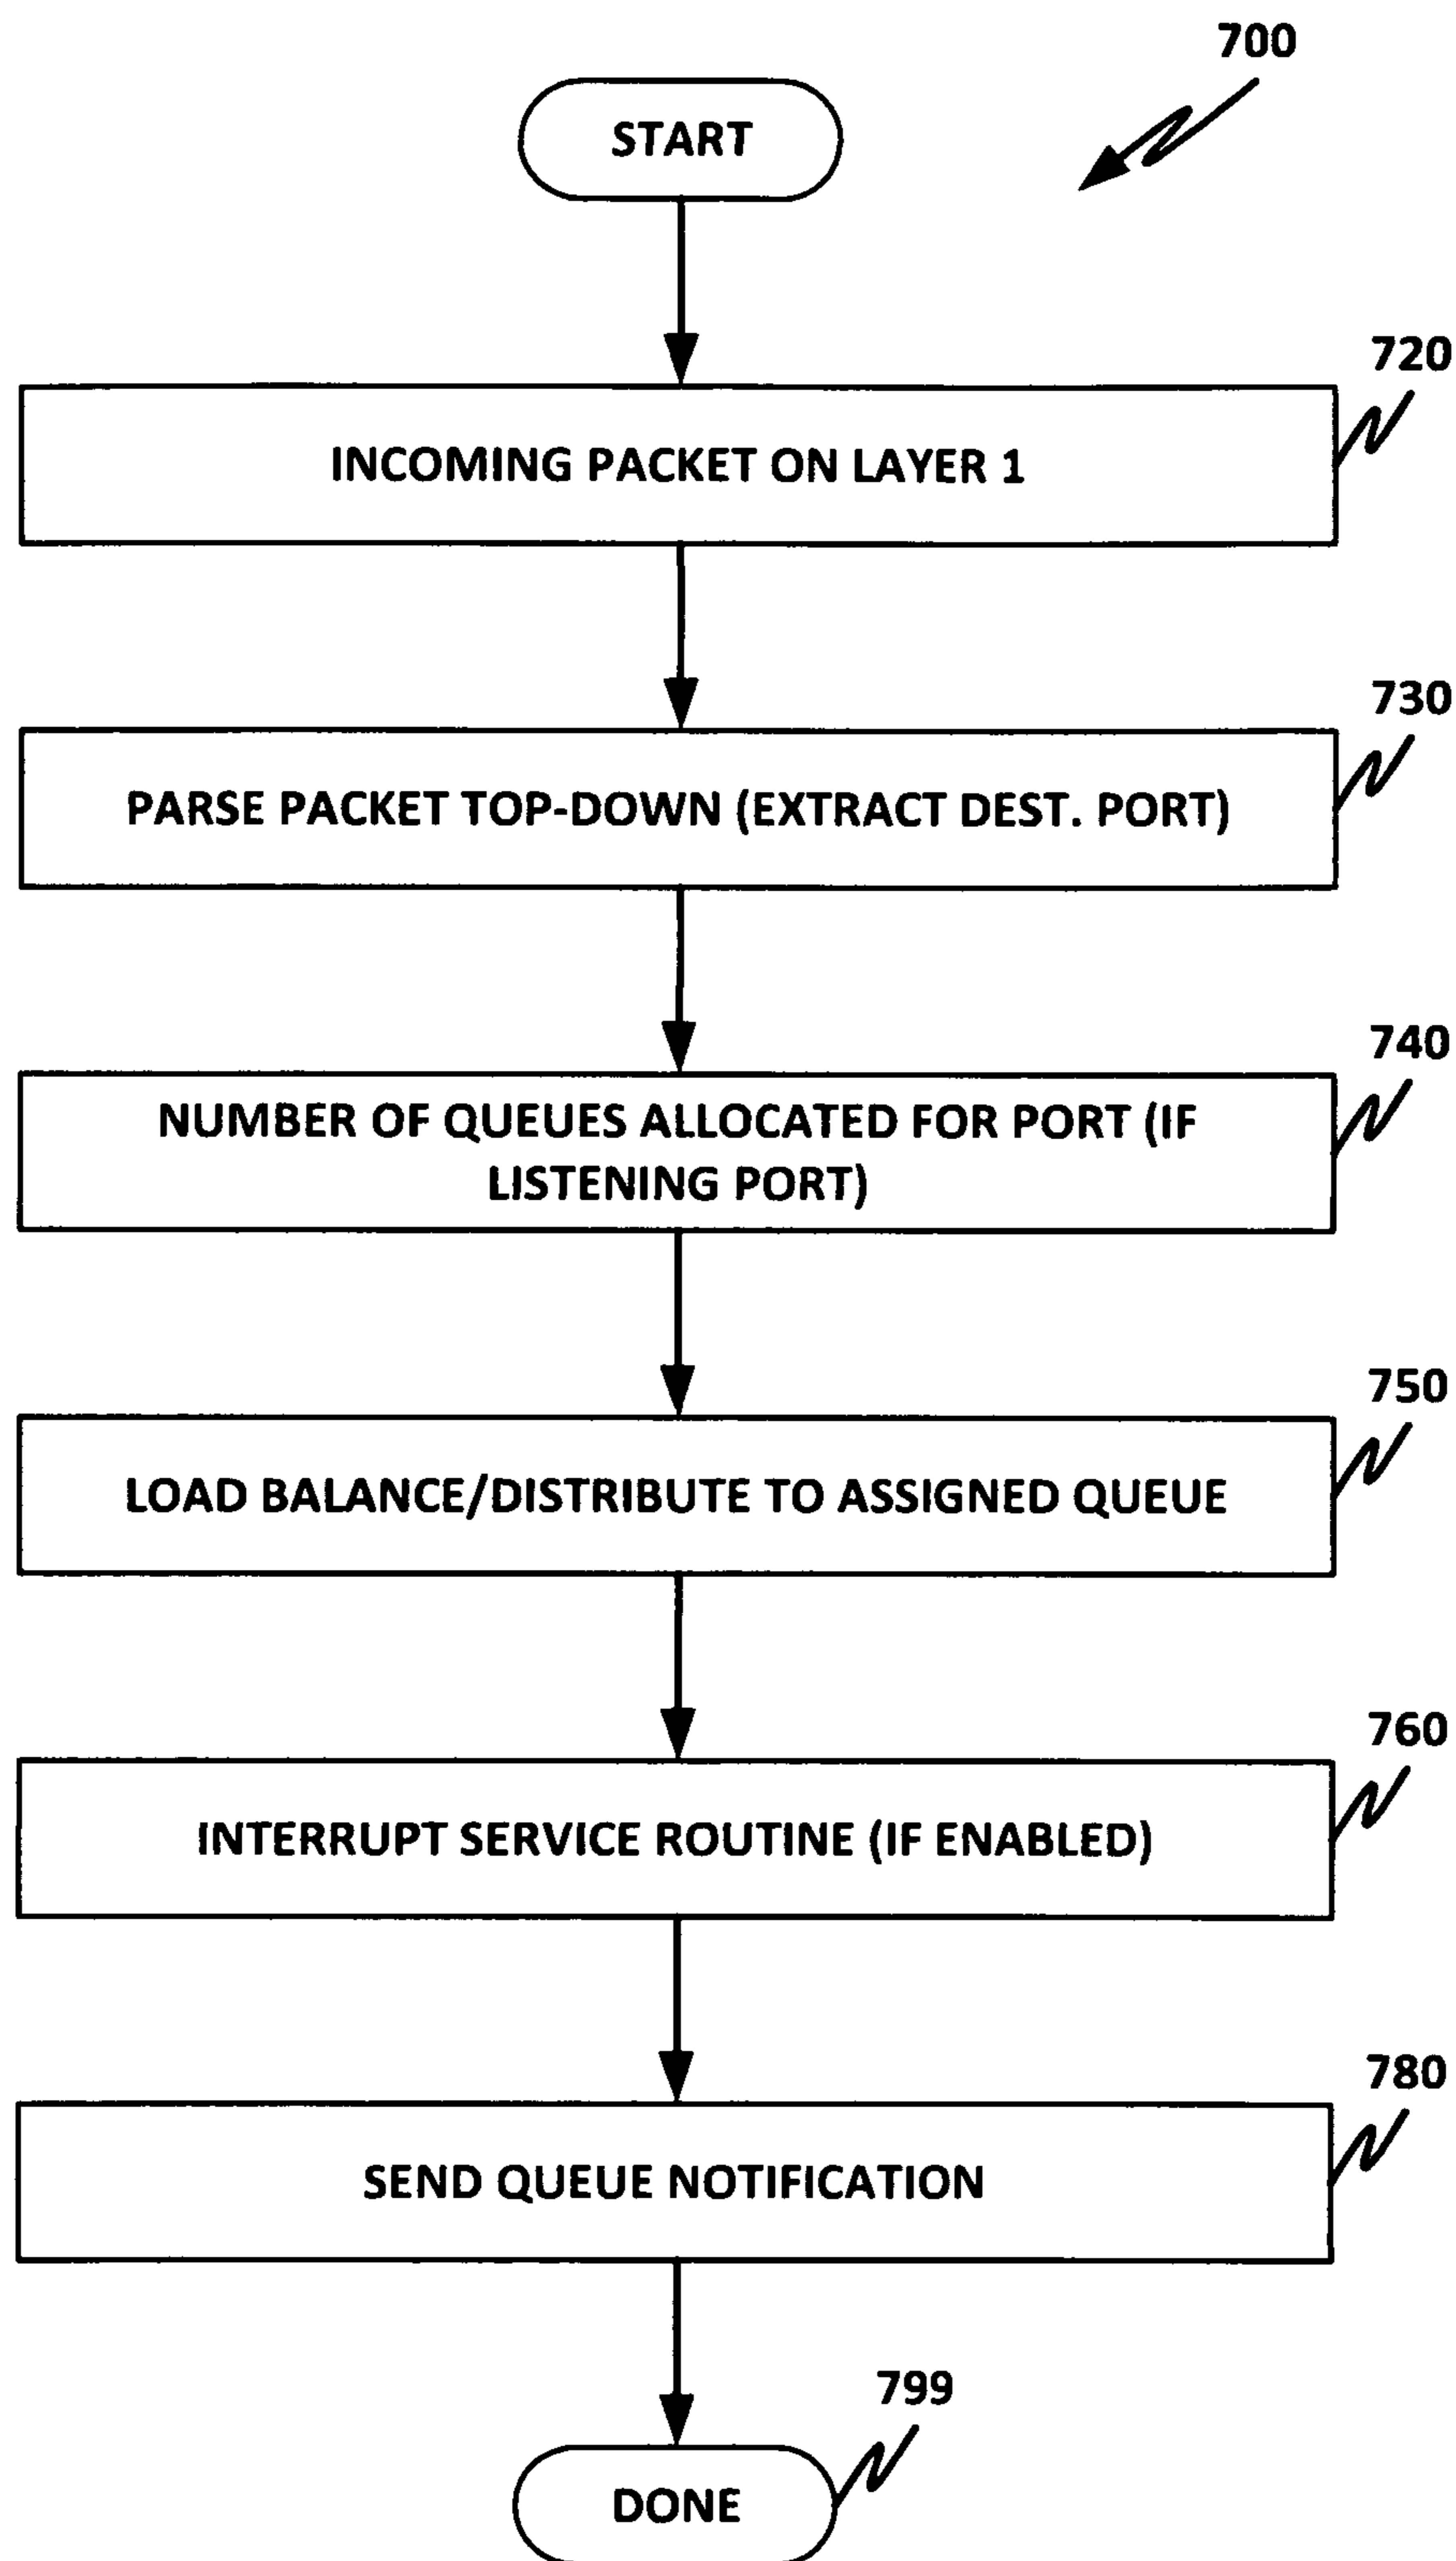 700
START
720
INCOMING PACKET ON LAYER 1
730
PARSE PACKET TOP-DOWN (EXTRACT DEST. PORT)
740
NUMBER OF QUEUES ALLOCATED FOR PORT (IF
LISTENING PORT)
750
LOAD BALANCE/DISTRIBUTE TO ASSIGNED QUEUE
760
INTERRUPT SERVICE ROUTINE (IF ENABLED)
780
SEND QUEUE NOTIFICATION
799
DONE